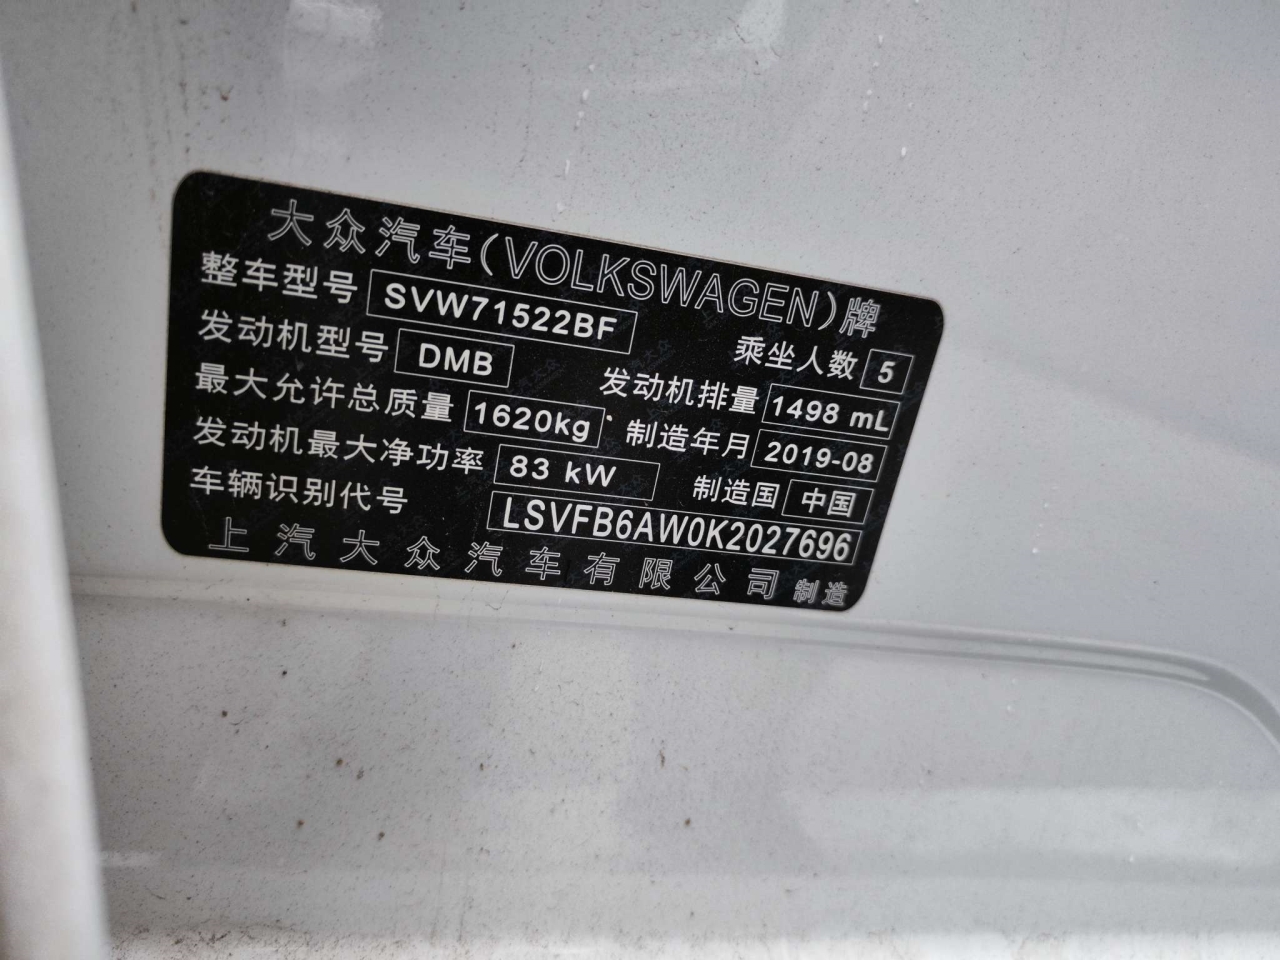 大众汽车(VOLKSWAGEN)牌
整车型号 SVW71522BF 乘坐人数 5
发动机型号 DMB 发动机排量 1498 mL
最大允许总质量 1620kg 制造年月 2019-08
发动机最大净功率 83 kW 制造国 中国
车辆识别代号 LSVFB6AW0K2027696
上汽大众汽车有限公司 制造